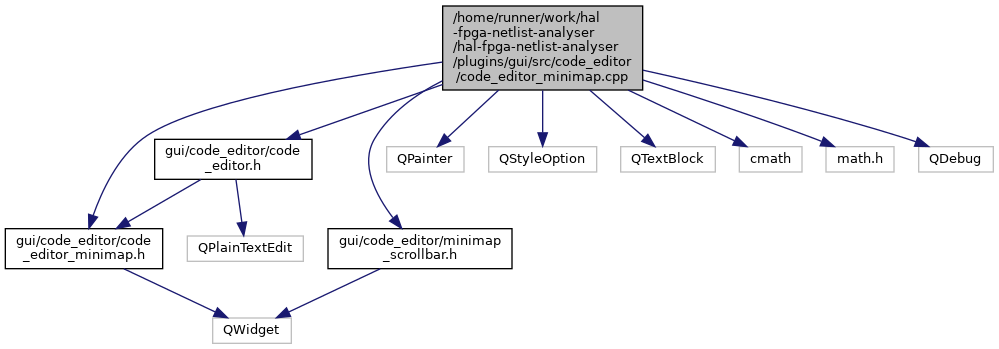 /home/runner/work/hal
-fpga-netlist-analyser
/hal-fpga-netlist-analyser
/plugins/gui/src/code_editor
/code_editor_minimap.cpp
gui/code_editor/code
_editor.h
QPainter
QStyleOption
QTextBlock
cmath
math.h
QDebug
gui/code_editor/code
_editor_minimap.h
QPlainTextEdit
gui/code_editor/minimap
_scrollbar.h
QWidget